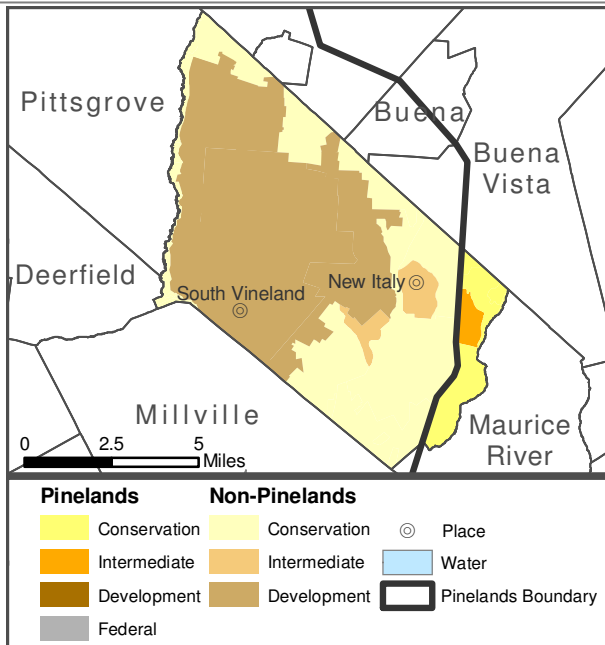 Pittsgrove
Buena
Buena
Vista
Deerfield
New Italy
South Vineland
Millville
Maurice
River
0 2.5 5
Miles
Pinelands Non-Pinelands
Conservation Conservation Place
Intermediate Intermediate Water
Development Development Pinelands Boundary
Federal